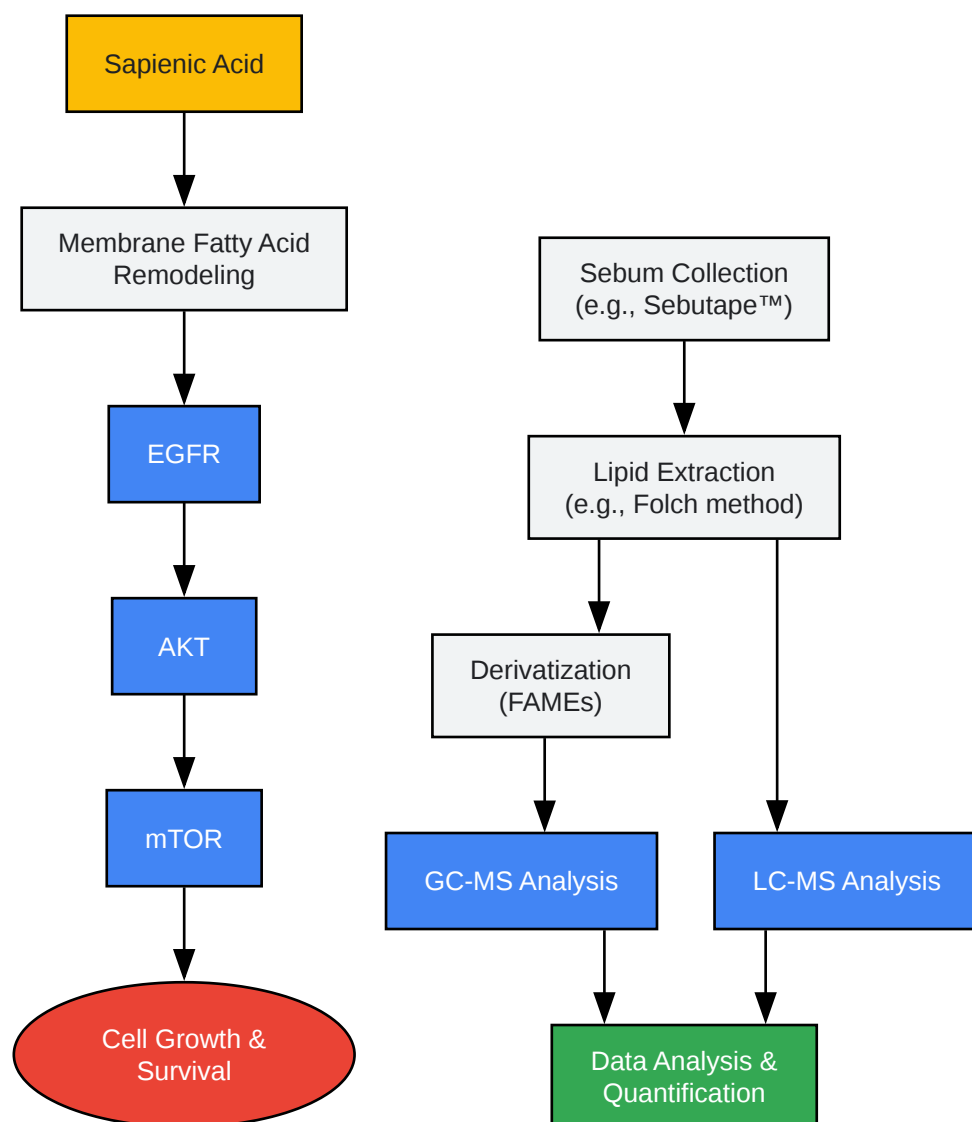 Sapienic Acid
Membrane Fatty Acid
Remodeling
EGFR
AKT
mTOR
Cell Growth &
Survival
Sebum Collection
(e.g., Sebutape™)
Lipid Extraction
(e.g., Folch method)
Derivatization
(FAMEs)
GC-MS Analysis
LC-MS Analysis
Data Analysis &
Quantification